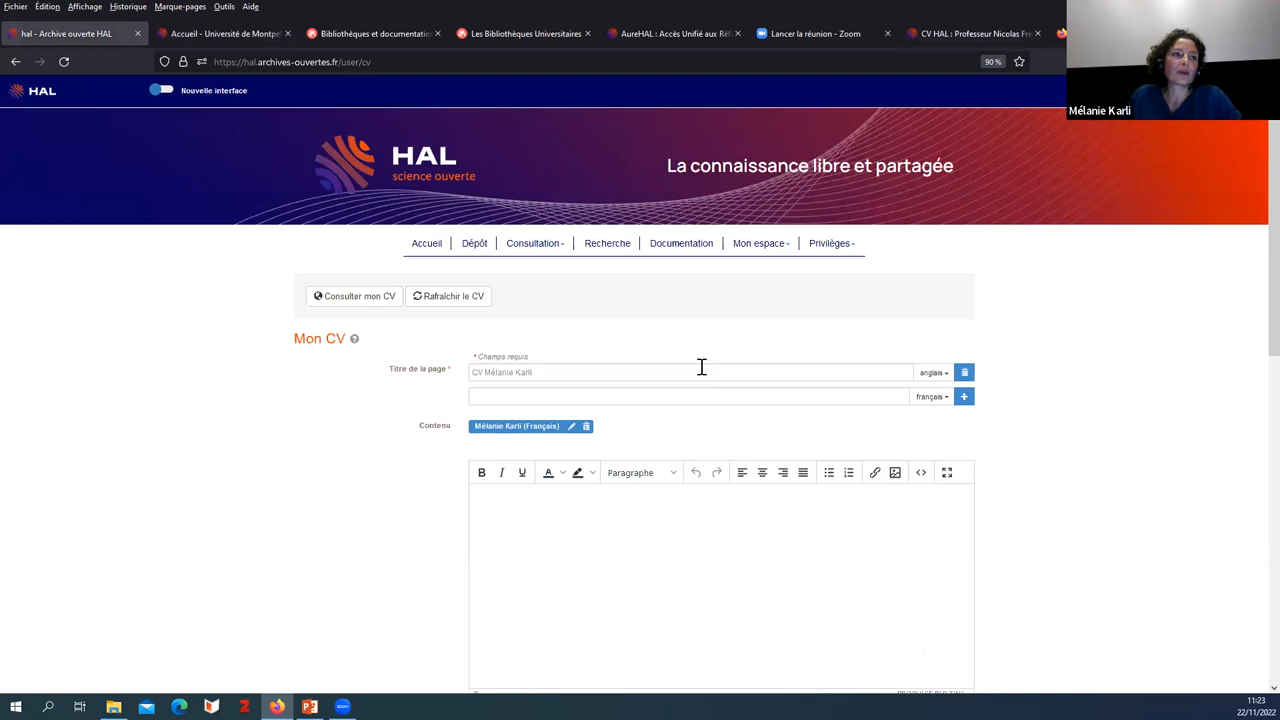 Fichier Édition Affichage Historique Marque-pages Outils Aide
hal - Archive ouverte HAL
Accueil - Université de Montpel
Bibliothèques et documentation
Les Bibliothèques Universitaires
AureHAL : Accès Unifié aux Réf
Lancer la réunion - Zoom
CV HAL : Professeur Nicolas Fre
https://hal.archives-ouvertes.fr/user/cv
90 %
Mélanie Karli
HAL
Nouvelle interface
HAL
science ouverte
La connaissance libre et partagée
Accueil Dépôt Consultation Recherche Documentation Mon espace Privilèges
Consulter mon CV Rafraîchir le CV
Mon CV
* Champs requis
Titre de la page *
CV Mélanie Karli
anglais
français
Contenu
Mélanie Karli (Français)
B I U A Paragraphe
11:23
22/11/2022